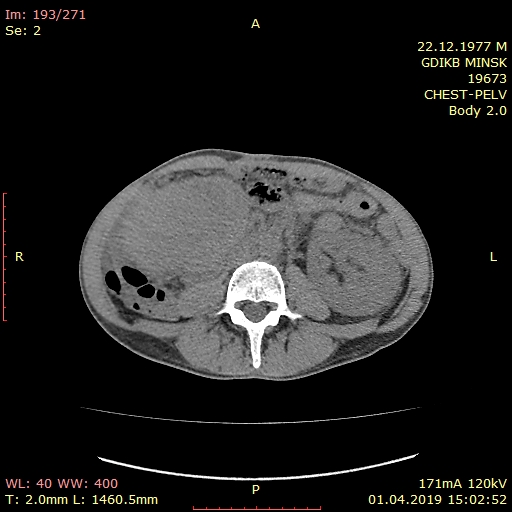 Im: 193/271
Se: 2
A
22.12.1977 M
GDIKB MINSK
19673
CHEST-PELV
Body 2.0
R
L
WL: 40 WW: 400
T: 2.0mm L: 1460.5mm
P
171mA 120kV
01.04.2019 15:02:52